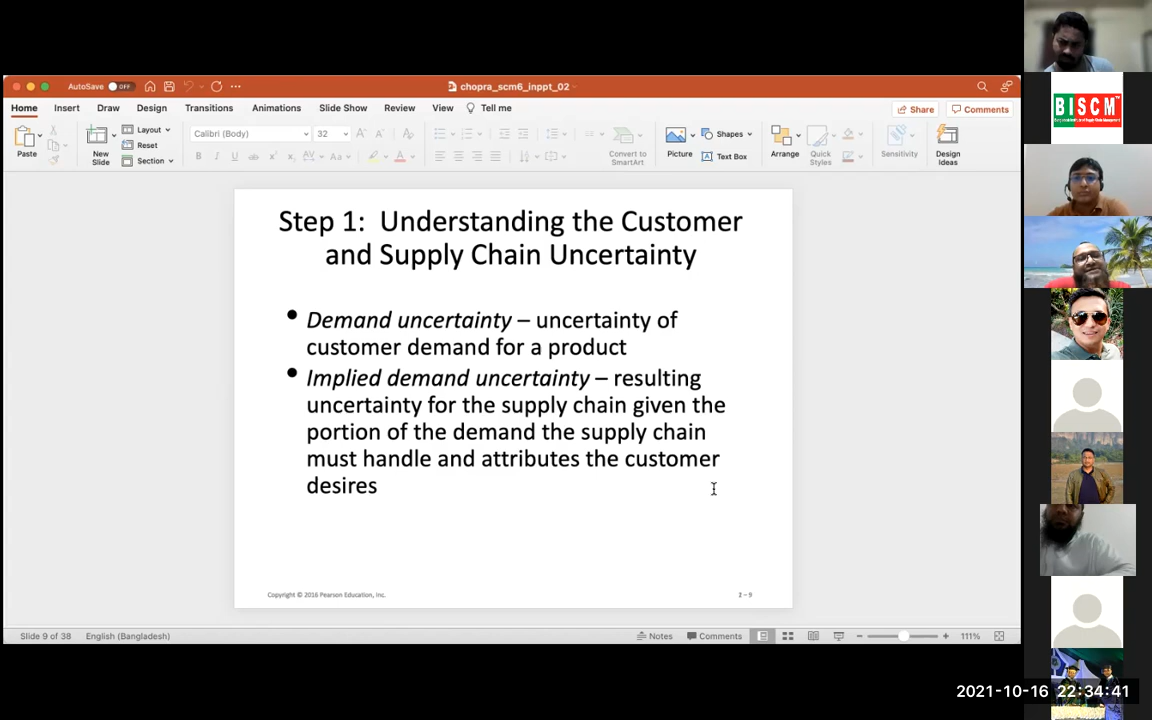 AutoSave OFF
chopra_scm6_inppt_02
Home Insert Draw Design Transitions Animations Slide Show Review View Tell me
Share Comments
Paste
New
Slide
Layout
Reset
Section
Calibri (Body) 32
Convert to
SmartArt
Picture
Shapes
Text Box
Arrange
Quick
Styles
Sensitivity
Design
Ideas
Step 1: Understanding the Customer
and Supply Chain Uncertainty
• Demand uncertainty – uncertainty of
customer demand for a product
• Implied demand uncertainty – resulting
uncertainty for the supply chain given the
portion of the demand the supply chain
must handle and attributes the customer
desires
Copyright © 2016 Pearson Education, Inc.
2 – 9
Slide 9 of 38 English (Bangladesh)
Notes Comments 111%
BISCM
2021-10-16 22:34:41